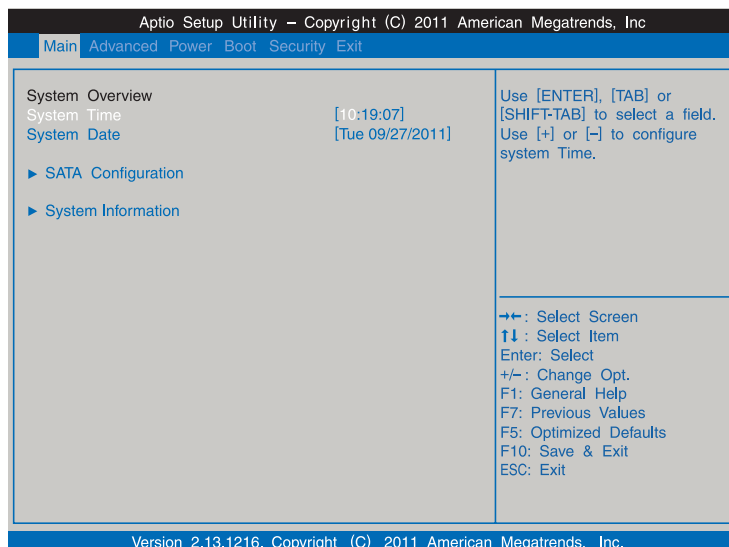 Aptio Setup Utility – Copyright (C) 2011 American Megatrends, Inc
Main Advanced Power Boot Security Exit
System Overview
System Time [10:19:07]
System Date [Tue 09/27/2011]
► SATA Configuration
► System Information
Use [ENTER], [TAB] or
[SHIFT-TAB] to select a field.
Use [+] or [–] to configure
system Time.
→←: Select Screen
↑↓: Select Item
Enter: Select
+/–: Change Opt.
F1: General Help
F7: Previous Values
F5: Optimized Defaults
F10: Save & Exit
ESC: Exit
Version 2.13.1216. Copyright (C) 2011 American Megatrends, Inc.